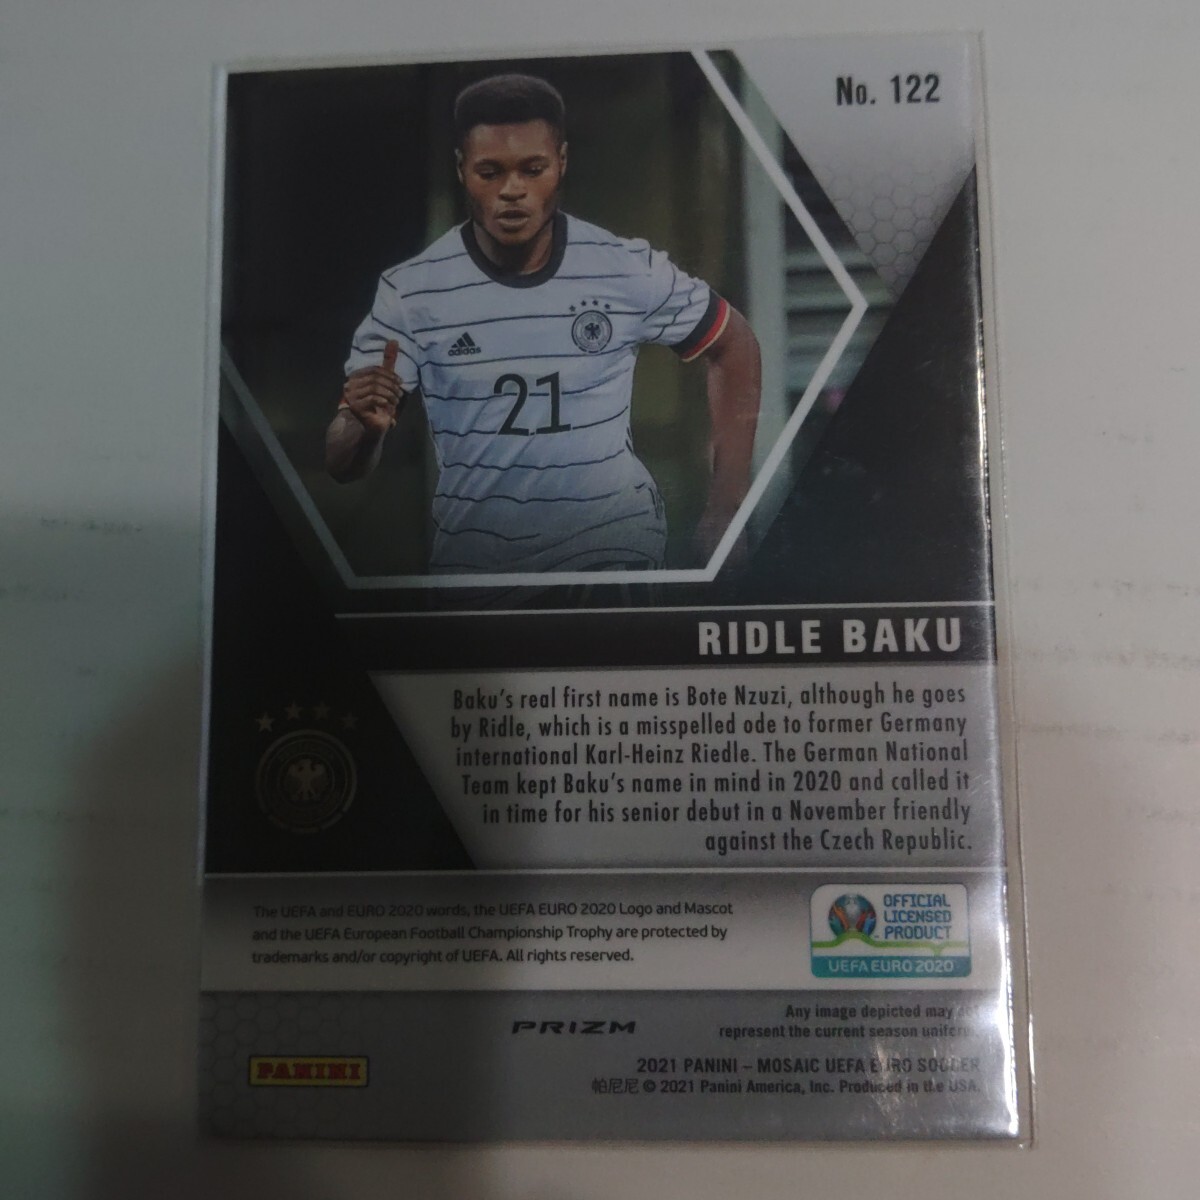 No. 122
adidas
21
RIDLE BAKU
Baku's real first name is Bote Nzuzi, although he goes
by Ridle, which is a misspelled ode to former Germany
international Karl-Heinz Riedle. The German National
Team kept Baku's name in mind in 2020 and called it
in time for his senior debut in a November friendly
against the Czech Republic.
The UEFA and EURO 2020 words, the UEFA EURO 2020 Logo and Mascot
and the UEFA European Football Championship Trophy are protected by
trademarks and/or copyright of UEFA. All rights reserved.
OFFICIAL
LICENSED
PRODUCT
UEFA EURO 2020
Any image depicted may not
represent the current season uniform.
PRIZM
PANINI
2021 PANINI – MOSAIC UEFA EURO SOCCER
帕尼尼 © 2021 Panini America, Inc. Produced in the USA.